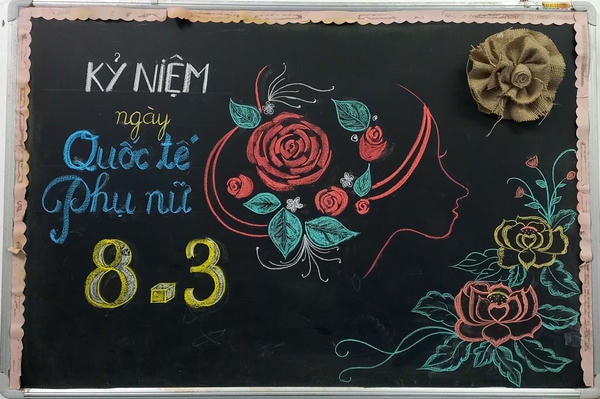 KỶ NIỆM
ngày
Quốc tế
Phụ nữ
8.3